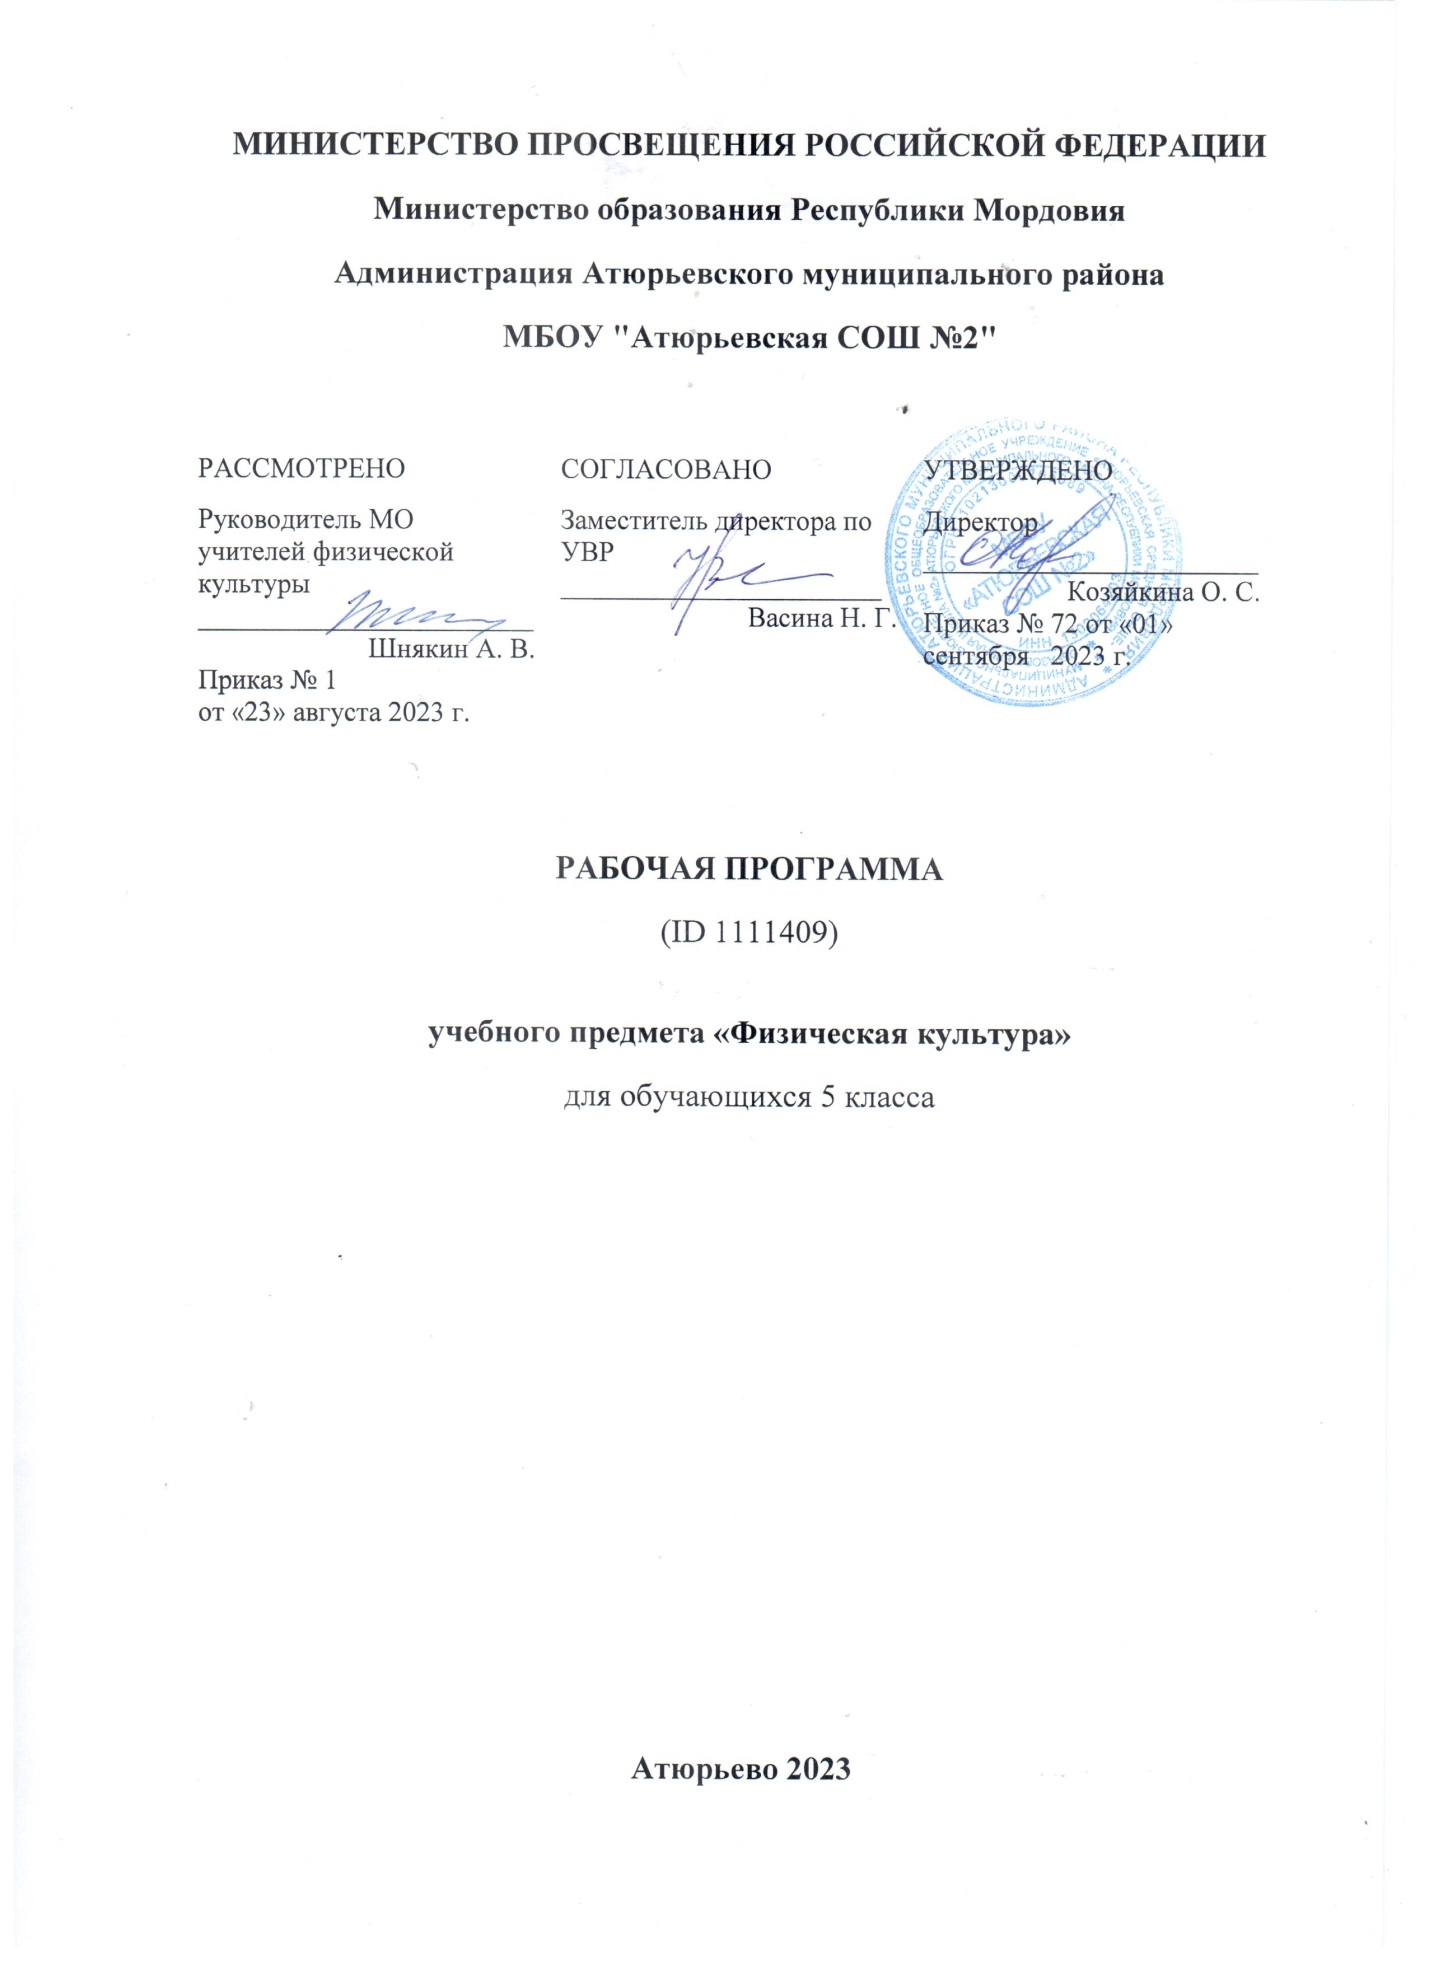 МИНИСТЕРСТВО ПРОСВЕЩЕНИЯ РОССИЙСКОЙ ФЕДЕРАЦИИ
Министерство образования Республики Мордовия
Администрация Атюрьевского муниципального района
МБОУ "Атюрьевская СОШ №2"
РАССМОТРЕНО
Руководитель МО
учителей физической
культуры
Шнякин А. В.
Приказ № 1
от «23» августа 2023 г.
СОГЛАСОВАНО
Заместитель директора по
УВР
Васина Н. Г.
УТВЕРЖДЕНО
Директор
Козяйкина О. С.
Приказ № 72 от «01»
сентября 2023 г.
«АТЮРЬЕВСКАЯ
СОШ №2»
РАБОЧАЯ ПРОГРАММА
(ID 1111409)
учебного предмета «Физическая культура»
для обучающихся 5 класса
Атюрьево 2023